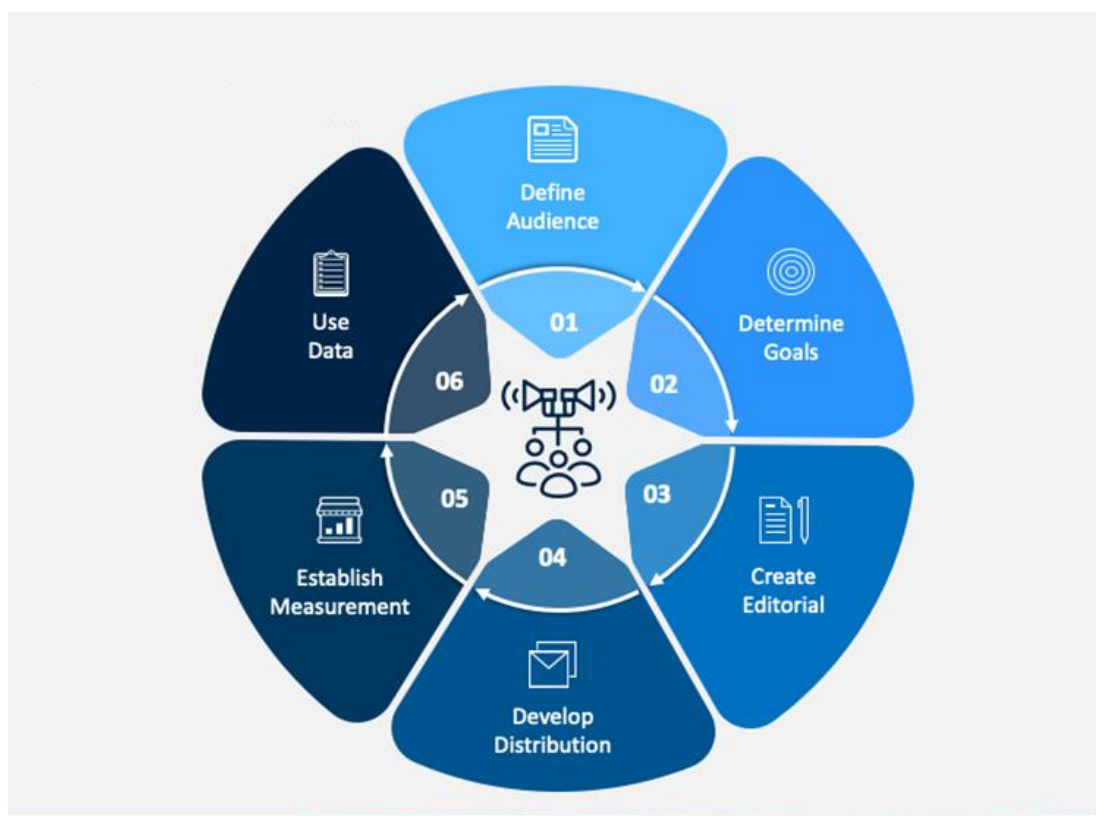 Define
Audience
01
Determine
Goals
02
Create
Editorial
03
Develop
Distribution
04
Establish
Measurement
05
Use
Data
06